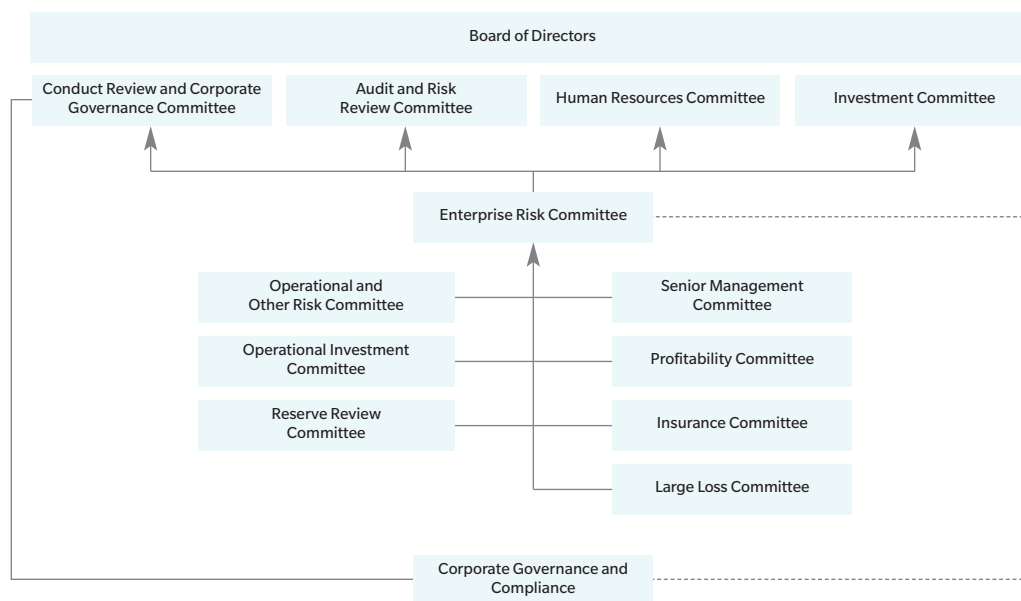 Board of Directors
Conduct Review and Corporate
Governance Committee
Audit and Risk
Review Committee
Human Resources Committee
Investment Committee
Enterprise Risk Committee
Operational and
Other Risk Committee
Senior Management
Committee
Operational Investment
Committee
Profitability Committee
Reserve Review
Committee
Insurance Committee
Large Loss Committee
Corporate Governance and
Compliance